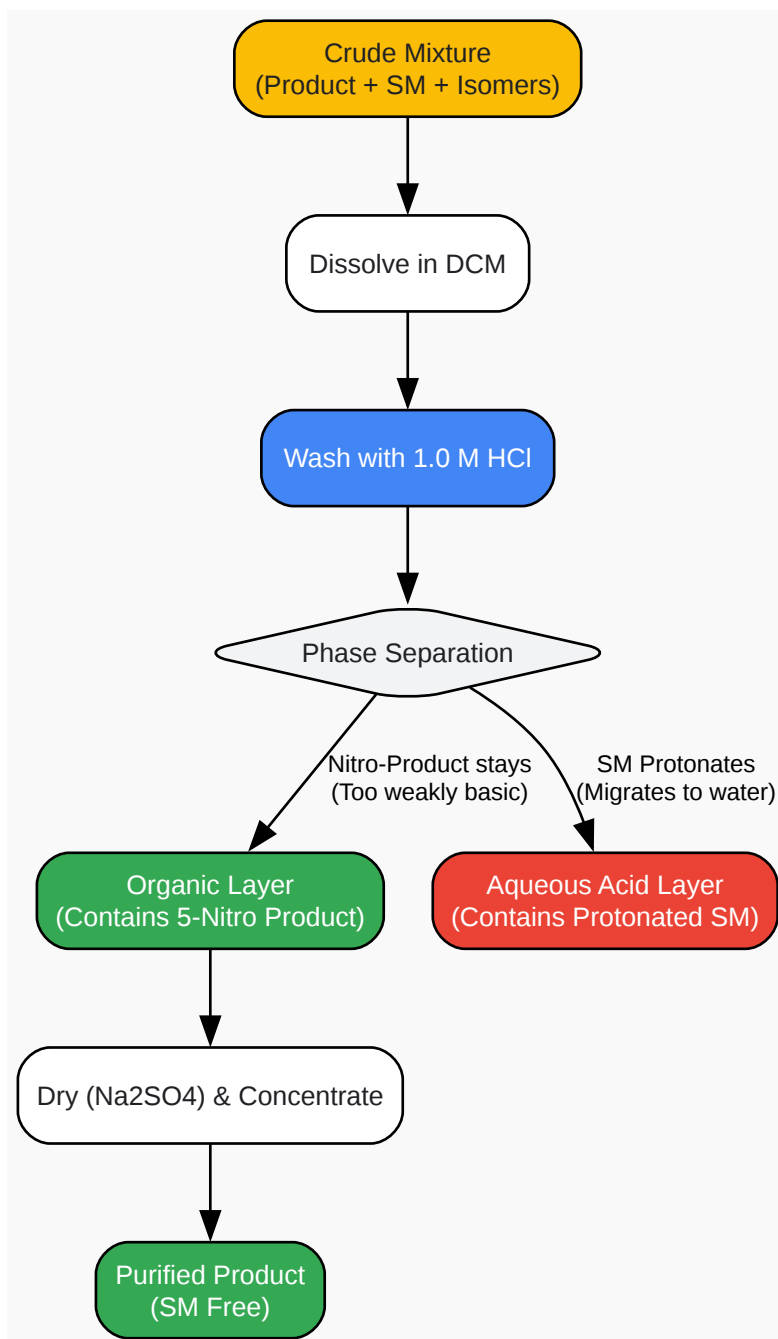 Crude Mixture
(Product + SM + Isomers)
Dissolve in DCM
Wash with 1.0 M HCl
Phase Separation
Nitro-Product stays
(Too weakly basic)
SM Protonates
(Migrates to water)
Organic Layer
(Contains 5-Nitro Product)
Aqueous Acid Layer
(Contains Protonated SM)
Dry (Na2SO4) & Concentrate
Purified Product
(SM Free)